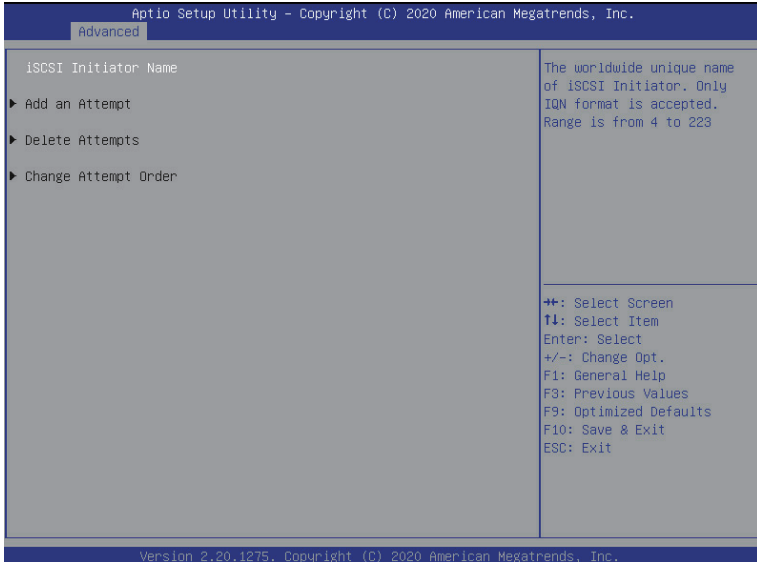 Aptio Setup Utility – Copyright (C) 2020 American Megatrends, Inc.
Advanced
iSCSI Initiator Name
▶ Add an Attempt
▶ Delete Attempts
▶ Change Attempt Order
The worldwide unique name
of iSCSI Initiator. Only
IQN format is accepted.
Range is from 4 to 223
→←: Select Screen
↑↓: Select Item
Enter: Select
+/-: Change Opt.
F1: General Help
F3: Previous Values
F9: Optimized Defaults
F10: Save & Exit
ESC: Exit
Version 2.20.1275. Copyright (C) 2020 American Megatrends, Inc.